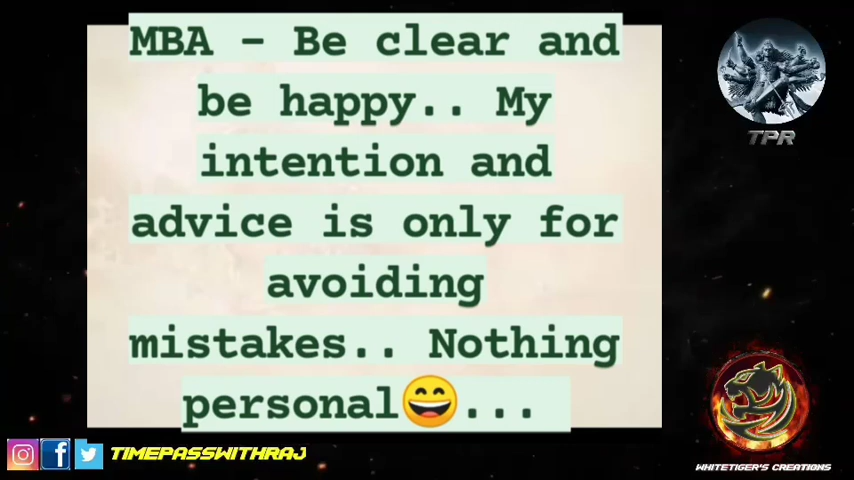 MBA – Be clear and
be happy.. My
intention and
advice is only for
avoiding
mistakes.. Nothing
personal😄...
TPR
TIMEPASSWITHRAJ
WHITETIGER'S CREATIONS